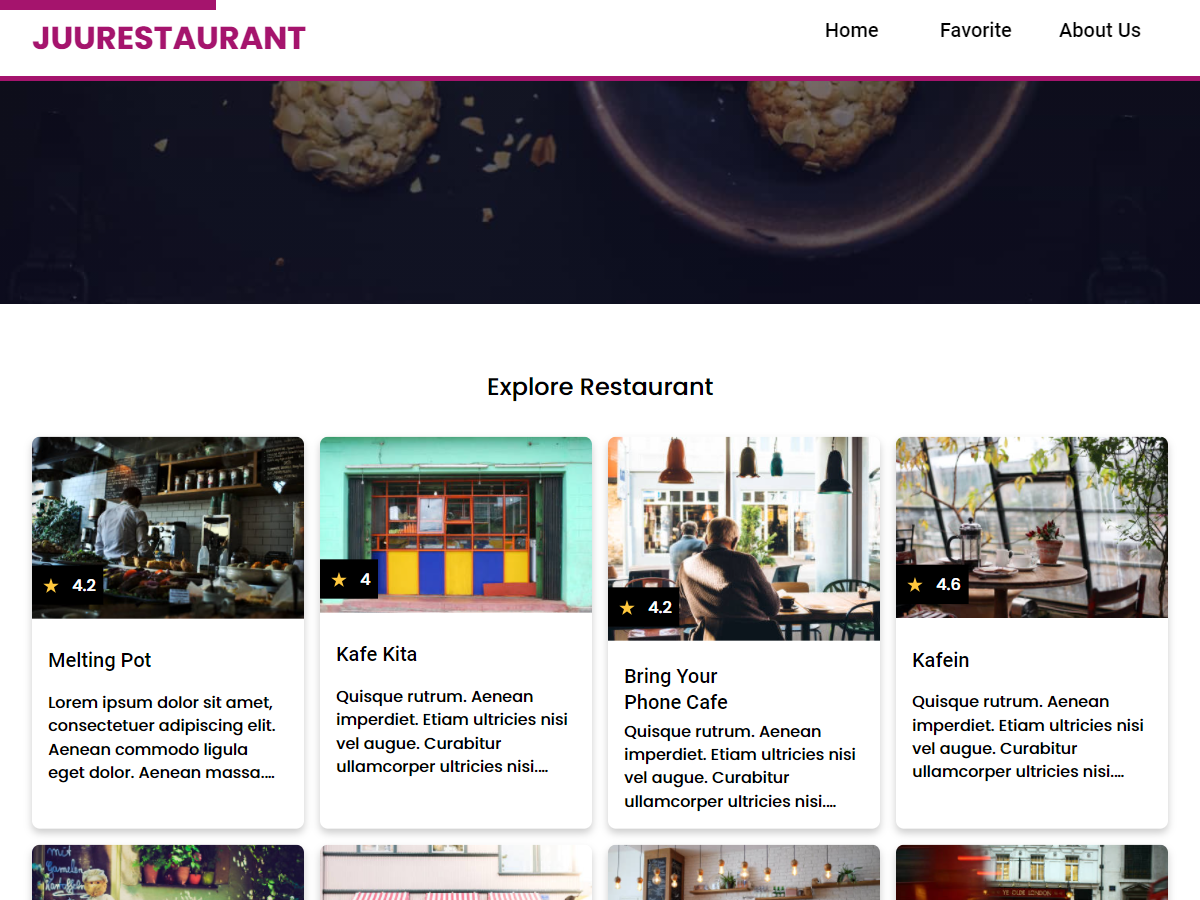 JUURESTAURANT
Home
Favorite
About Us
Explore Restaurant
★ 4.2
★ 4
★ 4.2
★ 4.6
Melting Pot
Lorem ipsum dolor sit amet,
consectetuer adipiscing elit.
Aenean commodo ligula
eget dolor. Aenean massa....
Kafe Kita
Quisque rutrum. Aenean
imperdiet. Etiam ultricies nisi
vel augue. Curabitur
ullamcorper ultricies nisi....
Bring Your
Phone Cafe
Quisque rutrum. Aenean
imperdiet. Etiam ultricies nisi
vel augue. Curabitur
ullamcorper ultricies nisi....
Kafein
Quisque rutrum. Aenean
imperdiet. Etiam ultricies nisi
vel augue. Curabitur
ullamcorper ultricies nisi....
mit
YE OLDE LONDON